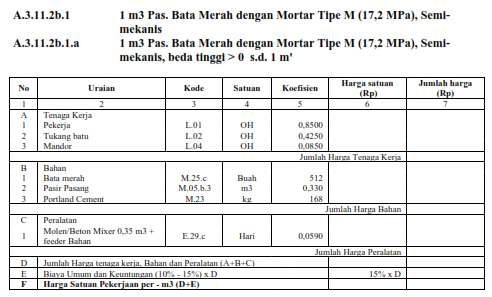 A.3.11.2b.1 1 m3 Pas. Bata Merah dengan Mortar Tipe M (17,2 MPa), Semi-
mekanis
A.3.11.2b.1.a 1 m3 Pas. Bata Merah dengan Mortar Tipe M (17,2 MPa), Semi-
mekanis, beda tinggi > 0 s.d. 1 m'
No Uraian Kode Satuan Koefisien Harga satuan (Rp) Jumlah harga (Rp)
1 2 3 4 5 6 7
A Tenaga Kerja
1 Pekerja L.01 OH 0,8500
2 Tukang batu L.02 OH 0,4250
3 Mandor L.04 OH 0,0850
Jumlah Harga Tenaga Kerja
B Bahan
1 Bata merah M.25.c Buah 512
2 Pasir Pasang M.05.b.3 m3 0,330
3 Portland Cement M.23 kg 168
Jumlah Harga Bahan
C Peralatan
1 Molen/Beton Mixer 0,35 m3 + feeder Bahan E.29.c Hari 0,0590
Jumlah Harga Peralatan
D Jumlah Harga tenaga kerja, Bahan dan Peralatan (A+B+C)
E Biaya Umum dan Keuntungan (10% - 15%) x D 15% x D
F Harga Satuan Pekerjaan per - m3 (D+E)